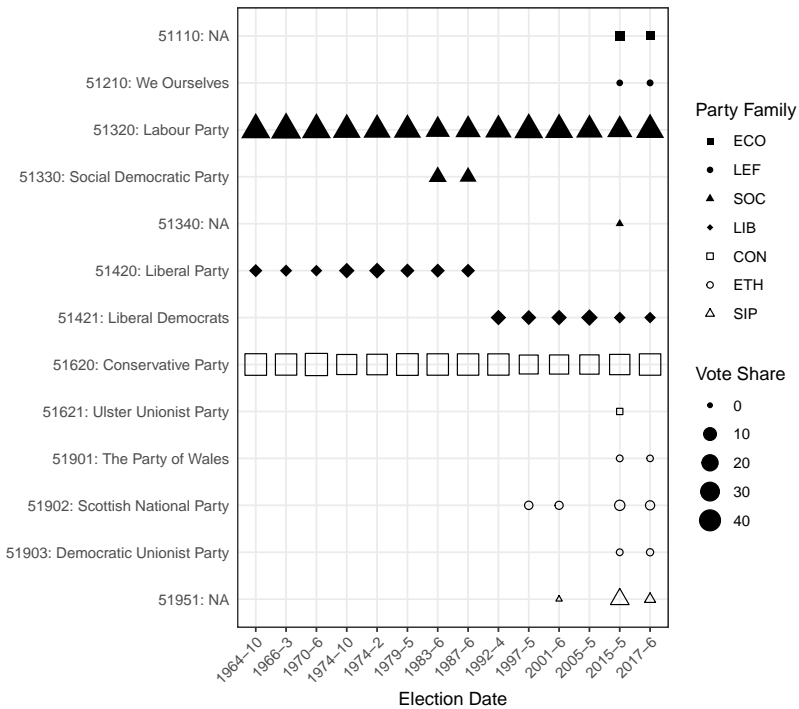 51110: NA
51210: We Ourselves
51320: Labour Party
51330: Social Democratic Party
51340: NA
51420: Liberal Party
51421: Liberal Democrats
51620: Conservative Party
51621: Ulster Unionist Party
51901: The Party of Wales
51902: Scottish National Party
51903: Democratic Unionist Party
51951: NA
1964–10
1966–3
1970–6
1974–10
1974–2
1979–5
1983–6
1987–6
1992–4
1997–5
2001–6
2005–5
2015–5
2017–6
Election Date
Party Family
ECO
LEF
SOC
LIB
CON
ETH
SIP
Vote Share
0
10
20
30
40